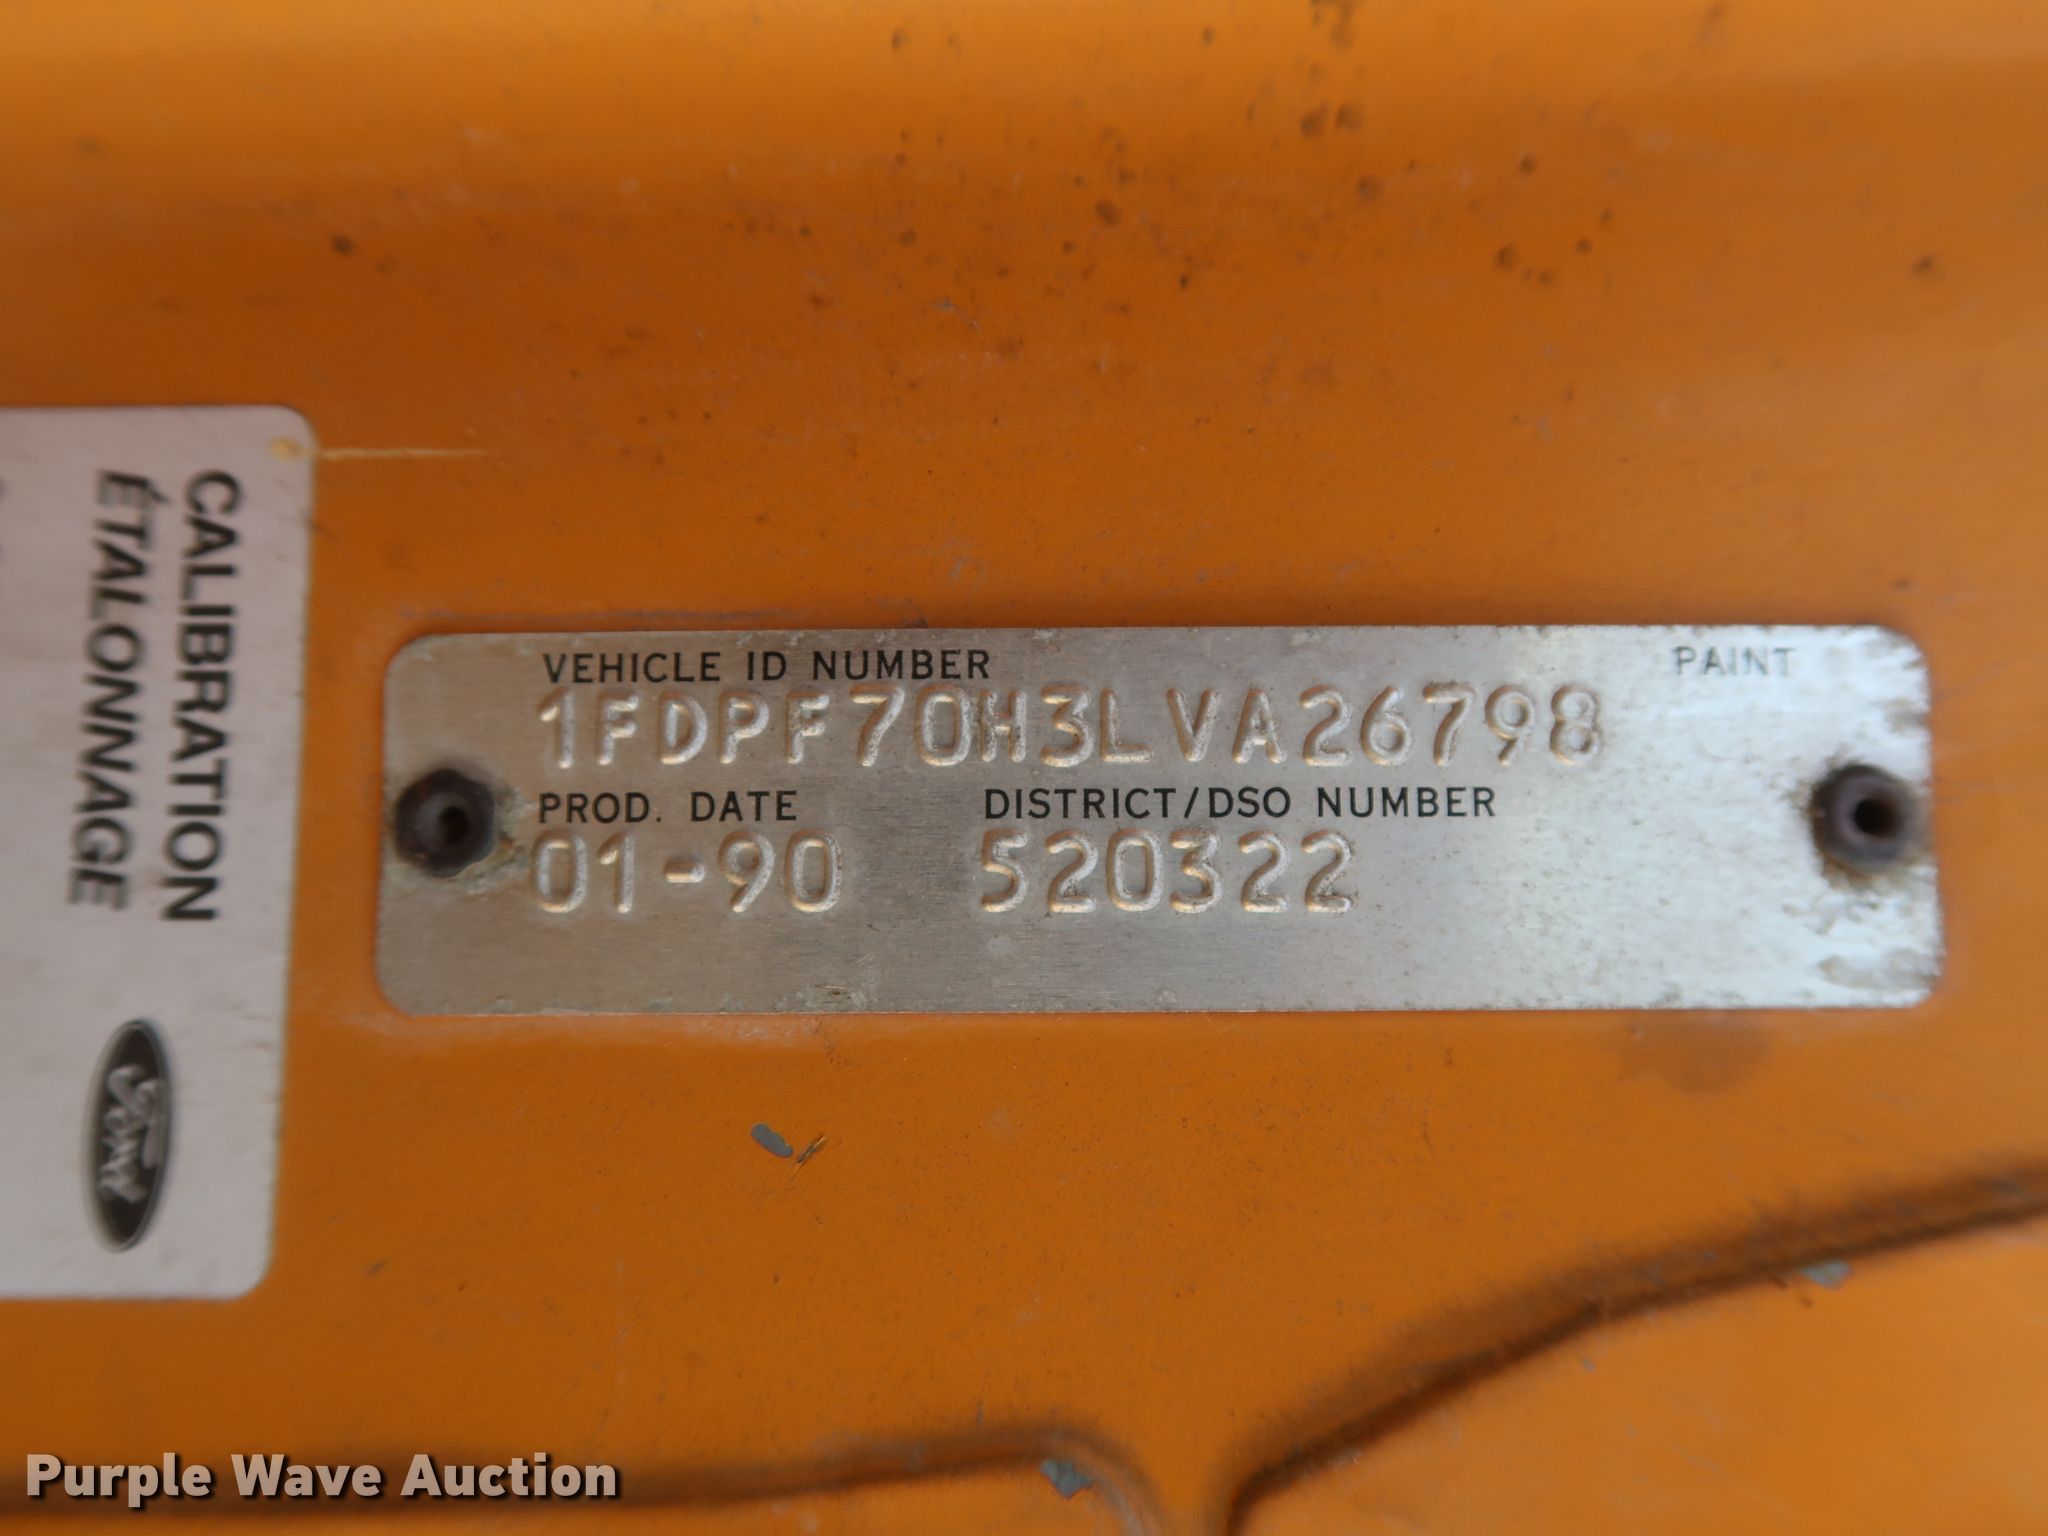 CALIBRATION
ÉTALONNAGE
Ford
VEHICLE ID NUMBER
PAINT
1FDPF70H3LVA26798
PROD. DATE
DISTRICT/DSO NUMBER
01-90
520322
Purple Wave Auction